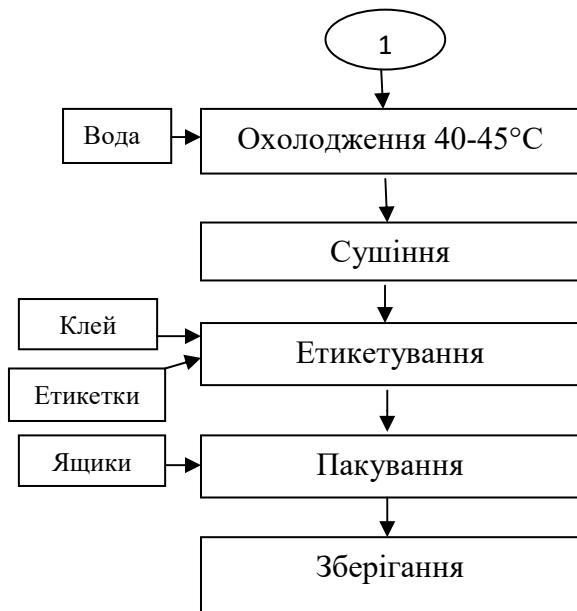 1
Вода
Охолодження 40-45°С
Сушіння
Клей
Етикетування
Етикетки
Ящики
Пакування
Зберігання